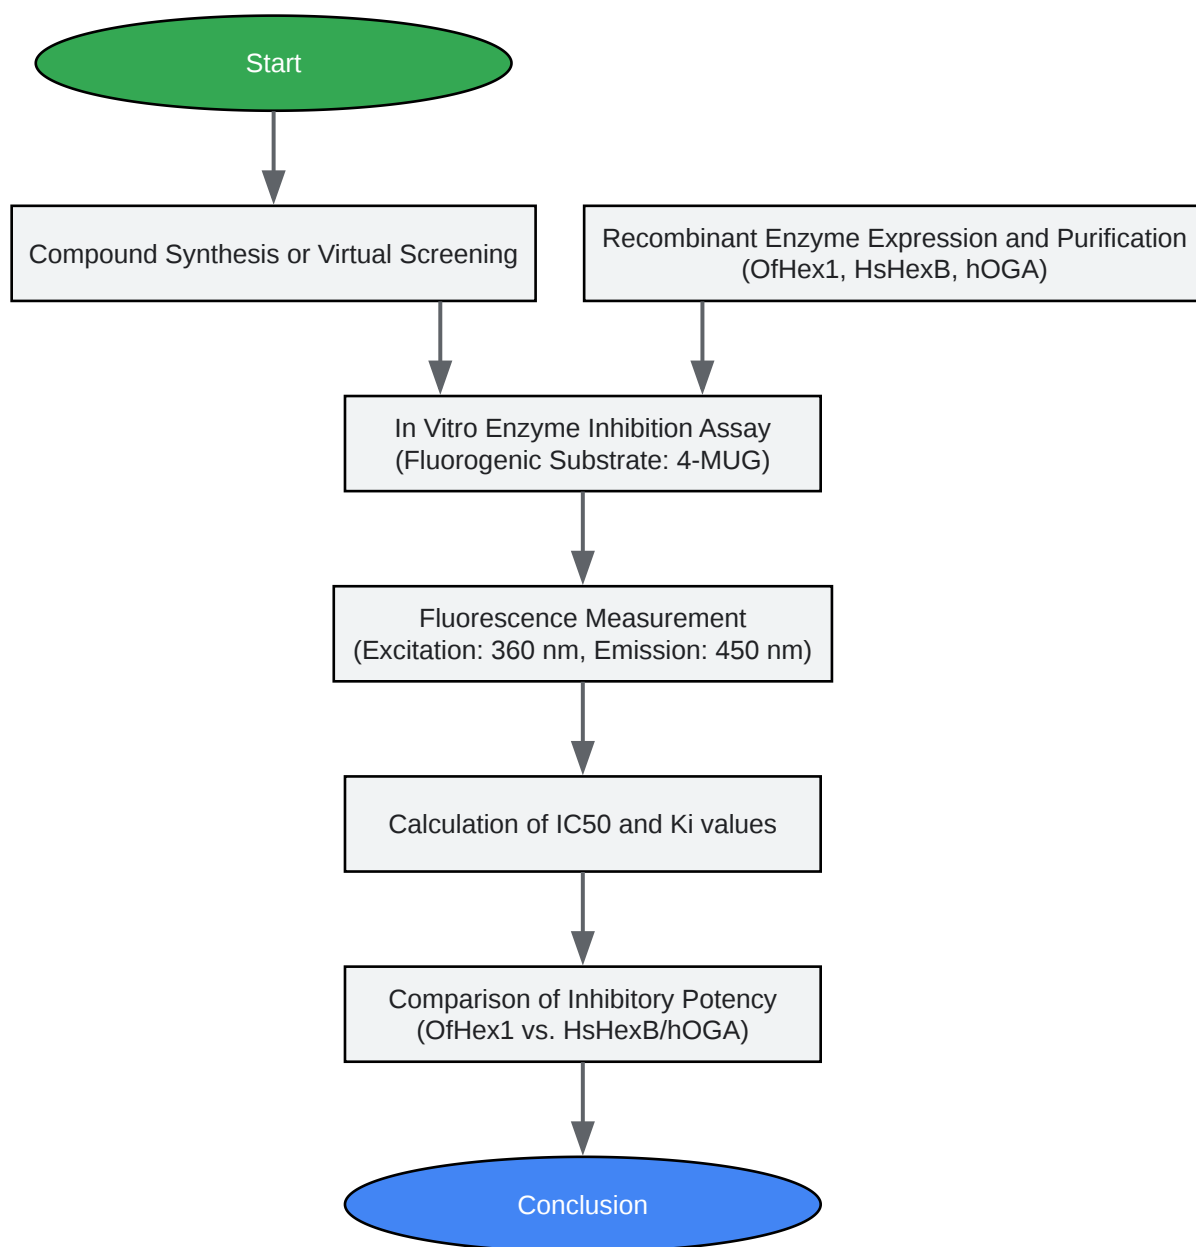 Start
Compound Synthesis or Virtual Screening
Recombinant Enzyme Expression and Purification
(OfHex1, HsHexB, hOGA)
In Vitro Enzyme Inhibition Assay
(Fluorogenic Substrate: 4-MUG)
Fluorescence Measurement
(Excitation: 360 nm, Emission: 450 nm)
Calculation of IC50 and Ki values
Comparison of Inhibitory Potency
(OfHex1 vs. HsHexB/hOGA)
Conclusion